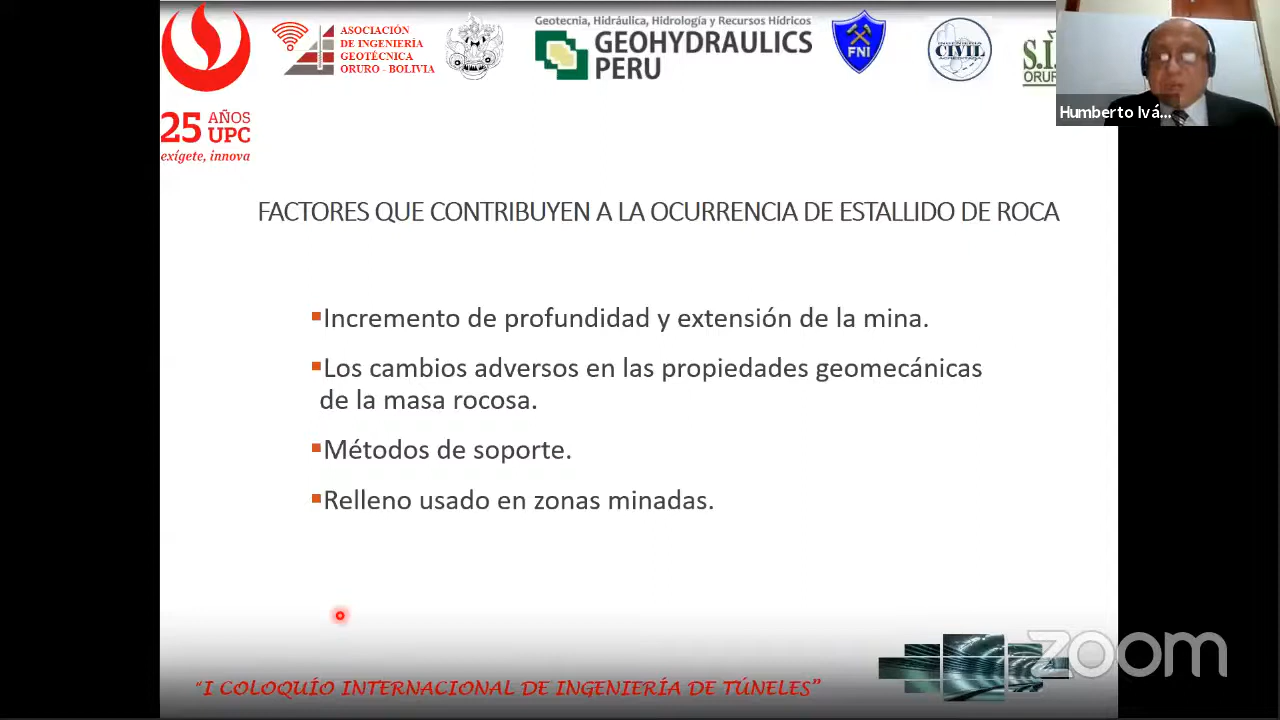 25 AÑOS
UPC
exígete, innova
ASOCIACIÓN
DE INGENIERÍA
GEOTÉCNICA
ORURO - BOLIVIA
Geotecnia, Hidráulica, Hidrología y Recursos Hídricos
GEOHYDRAULICS
PERU
FNI
CIVIL
ORUR
Humberto Ivá...
FACTORES QUE CONTRIBUYEN A LA OCURRENCIA DE ESTALLIDO DE ROCA
▪Incremento de profundidad y extensión de la mina.
▪Los cambios adversos en las propiedades geomecánicas
de la masa rocosa.
▪Métodos de soporte.
▪Relleno usado en zonas minadas.
"I COLOQUÍO INTERNACIONAL DE INGENIERÍA DE TÚNELES"
zoom